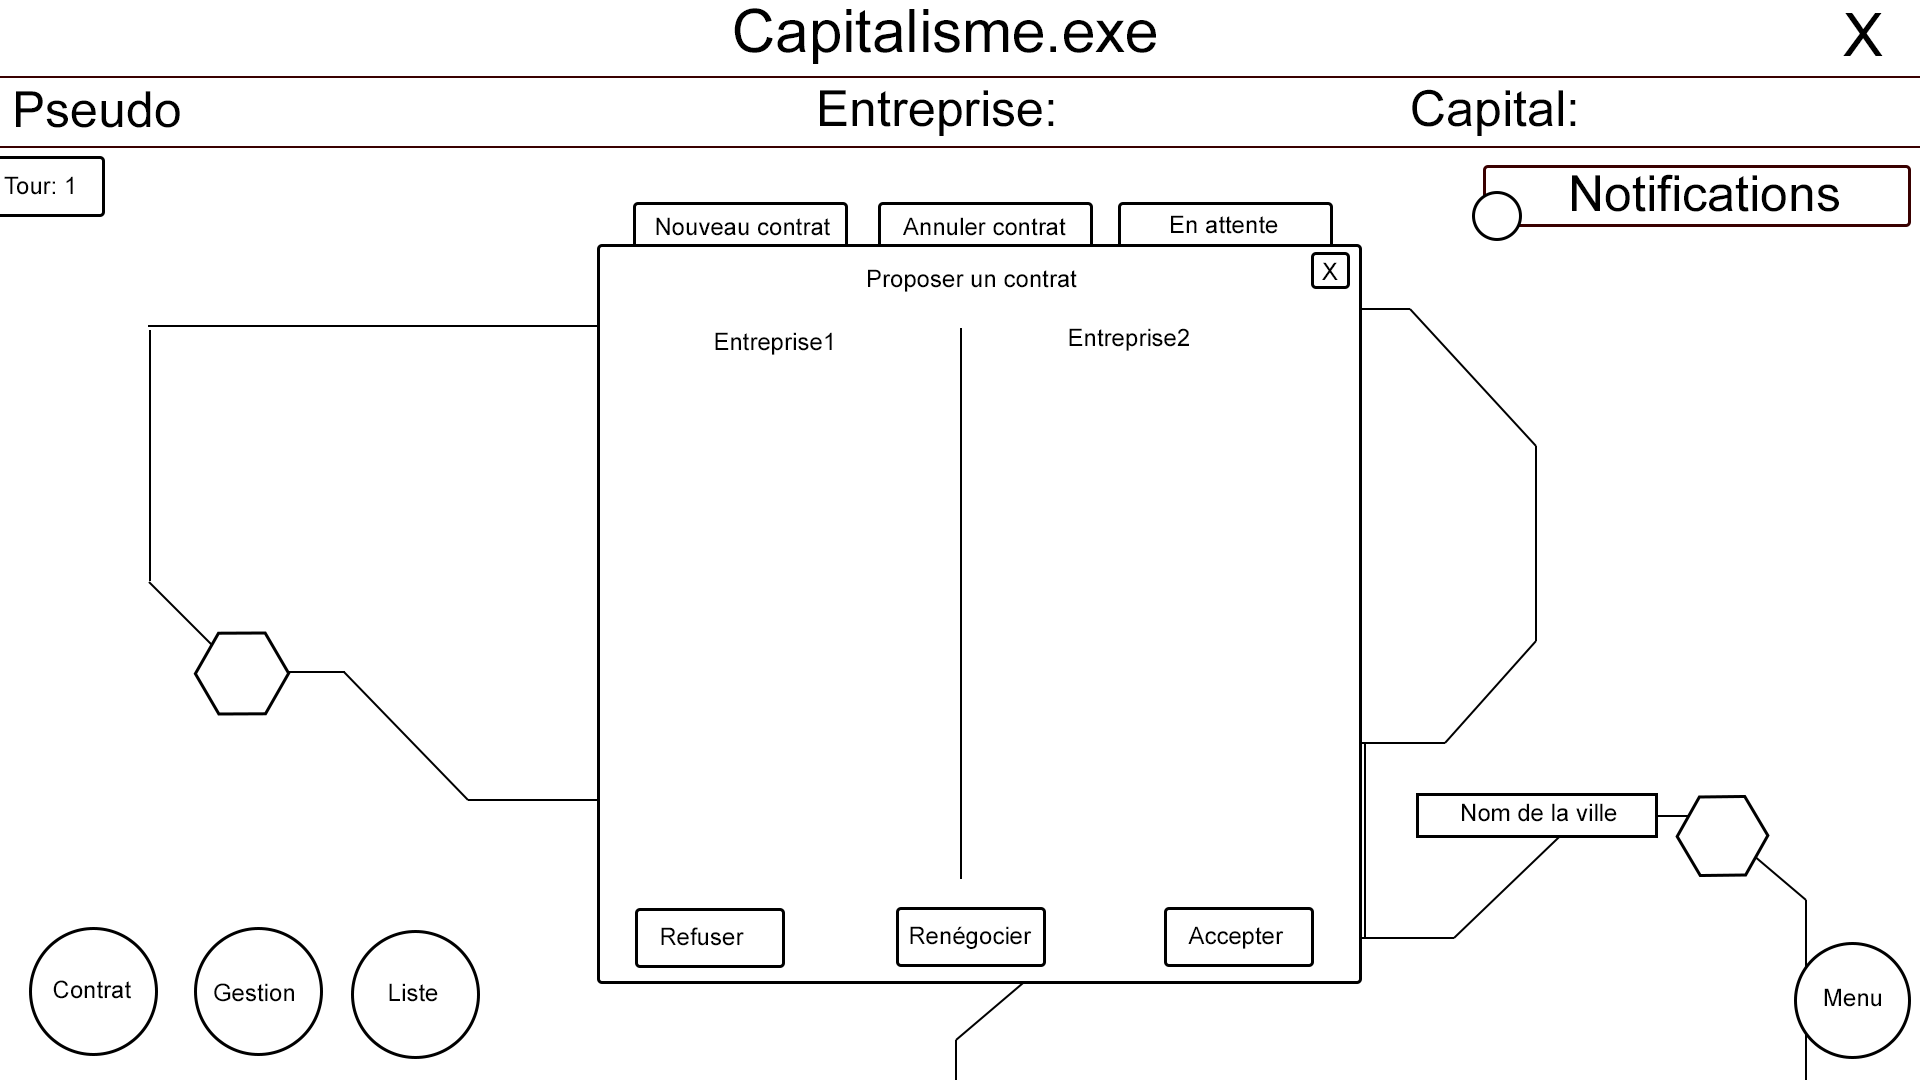 Capitalisme.exe
X
Pseudo
Entreprise:
Capital:
Tour: 1
Notifications
Nouveau contrat
Annuler contrat
En attente
Proposer un contrat
X
Entreprise1
Entreprise2
Nom de la ville
Refuser
Renégocier
Accepter
Contrat
Gestion
Liste
Menu